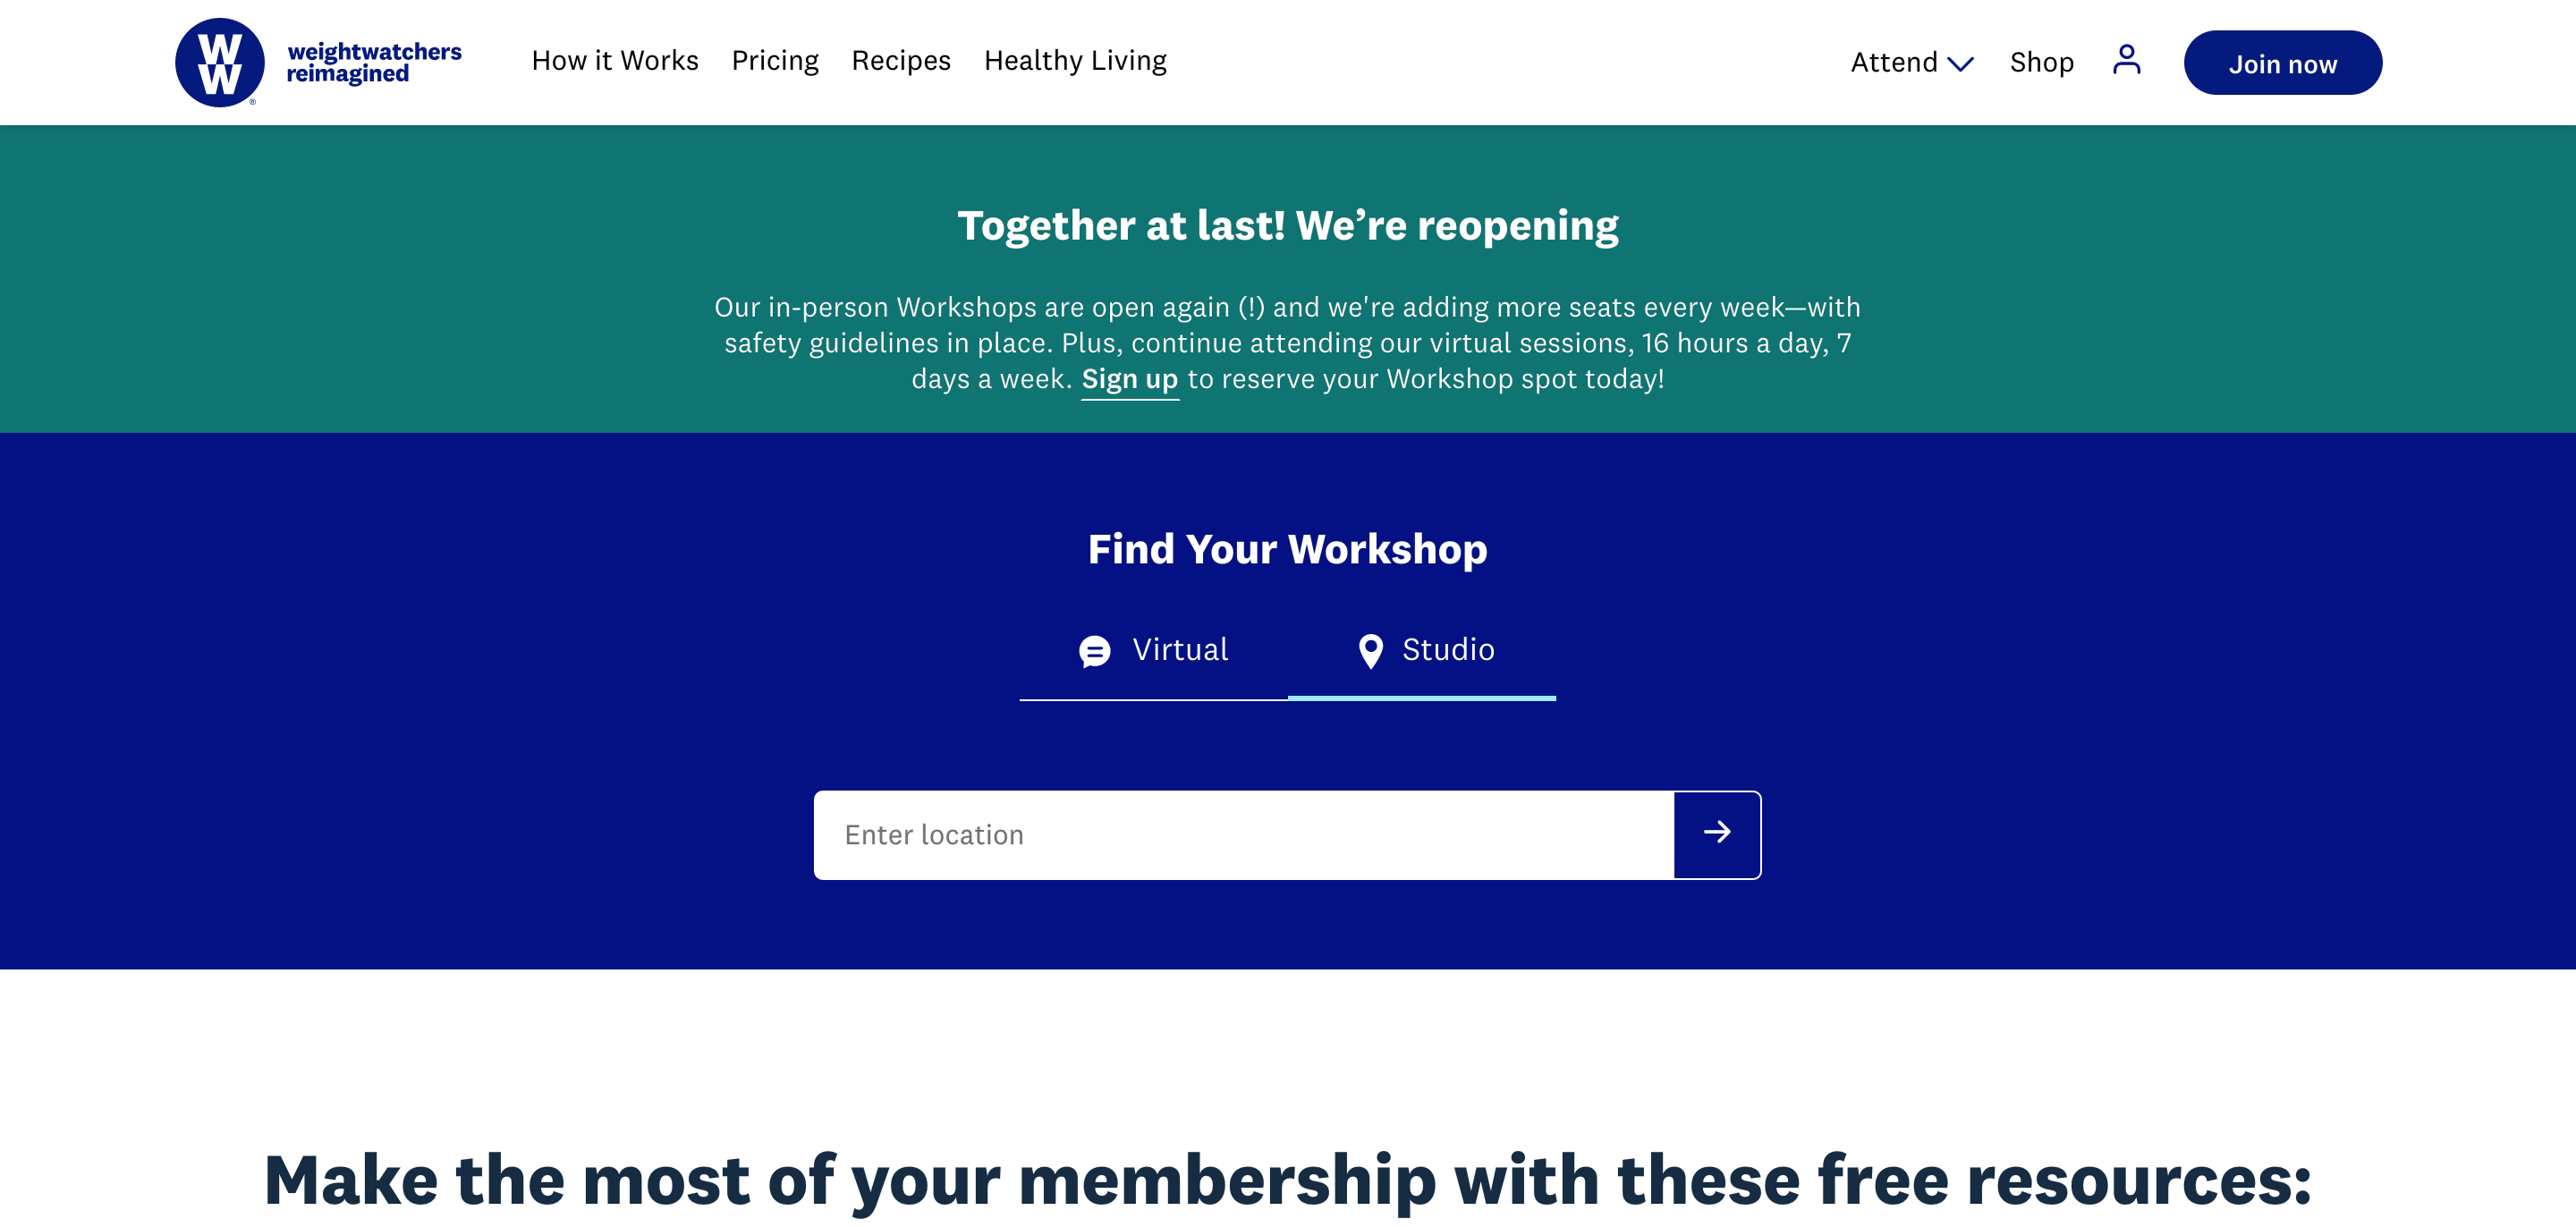 W
W
®
weightwatchers
reimagined
How it Works Pricing Recipes Healthy Living
Attend Shop Join now
Together at last! We’re reopening
Our in-person Workshops are open again (!) and we're adding more seats every week—with
safety guidelines in place. Plus, continue attending our virtual sessions, 16 hours a day, 7
days a week. Sign up to reserve your Workshop spot today!
Find Your Workshop
Virtual Studio
Enter location
Make the most of your membership with these free resources: